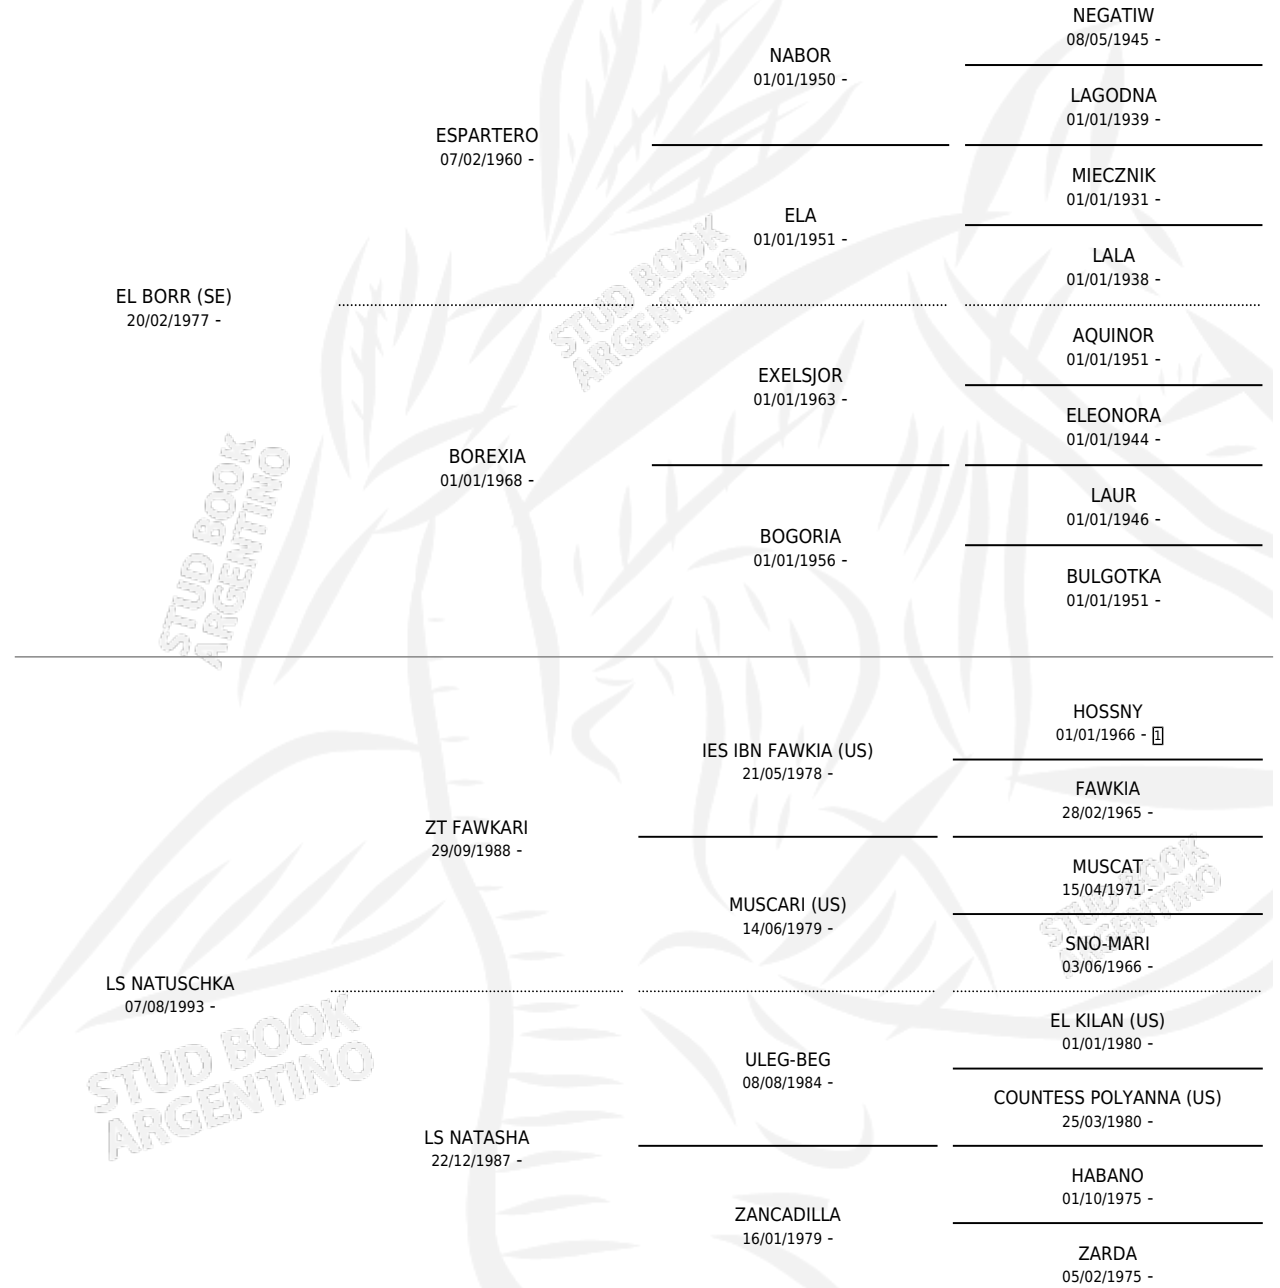 NEGATIW
08/05/1945 -
NABOR
01/01/1950 -
LAGODNA
01/01/1939 -
ESPARTERO
07/02/1960 -
MIECZNIK
01/01/1931 -
ELA
01/01/1951 -
LALA
01/01/1938 -
EL BORR (SE)
20/02/1977 -
AQUINOR
01/01/1951 -
EXELSJOR
01/01/1963 -
ELEONORA
01/01/1944 -
BOREXIA
01/01/1968 -
LAUR
01/01/1946 -
BOGORIA
01/01/1956 -
BULGOTKA
01/01/1951 -
STUD BOOK
ARGENTINO
STUD BOOK
ARGENTINO
HOSSNY
01/01/1966 - 1
IES IBN FAWKIA (US)
21/05/1978 -
FAWKIA
28/02/1965 -
ZT FAWKARI
29/09/1988 -
MUSCAT
15/04/1971 -
MUSCARI (US)
14/06/1979 -
SNO-MARI
03/06/1966 -
STUD BOOK
ARGENTINO
LS NATUSCHKA
07/08/1993 -
EL KILAN (US)
01/01/1980 -
ULEG-BEG
08/08/1984 -
COUNTESS POLYANNA (US)
25/03/1980 -
STUD BOOK
ARGENTINO
LS NATASHA
22/12/1987 -
HABANO
01/10/1975 -
ZANCADILLA
16/01/1979 -
ZARDA
05/02/1975 -